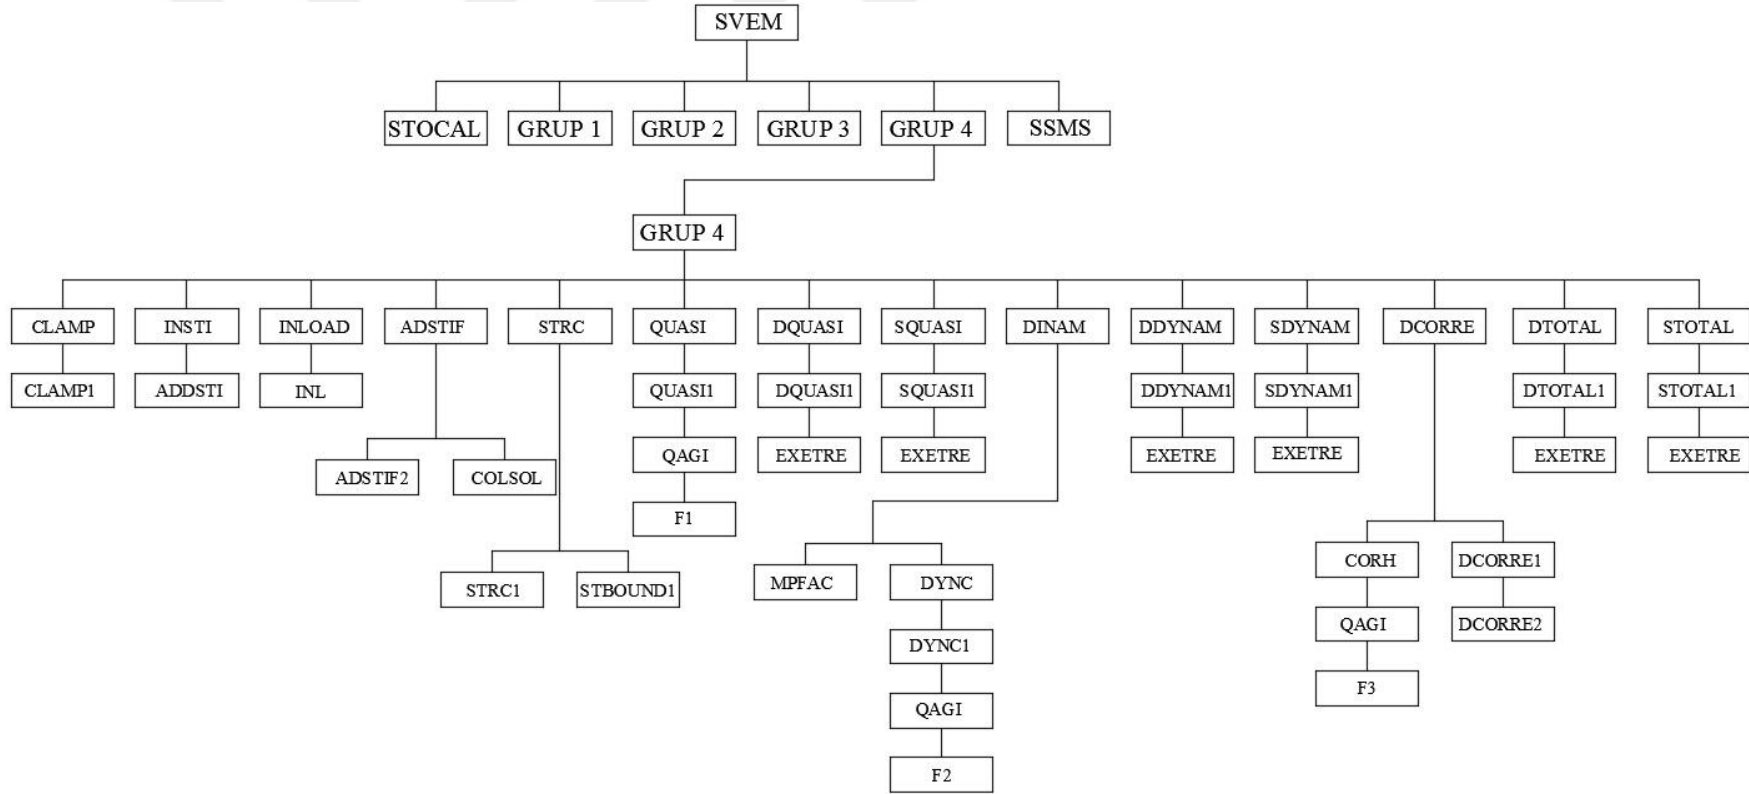 SVEM
STOCAL GRUP 1 GRUP 2 GRUP 3 GRUP 4 SSMS
GRUP 4
CLAMP INSTI INLOAD ADSTIF STRC QUASI DQUASI SQUASI DINAM DDYNAM SDYNAM DCORRE DTOTAL STOTAL
CLAMP1 ADDSTI INL QUASI1 DQUASI1 SQUASI1 DDYNAM1 SDYNAM1 DTOTAL1 STOTAL1
ADSTIF2 COLSOL QAGI EXETRE EXETRE EXETRE EXETRE EXETRE EXETRE
F1
STRC1 STBOUND1 MPFAC DYNC CORH DCORRE1
DYNC1 QAGI DCORRE2
QAGI F3
F2